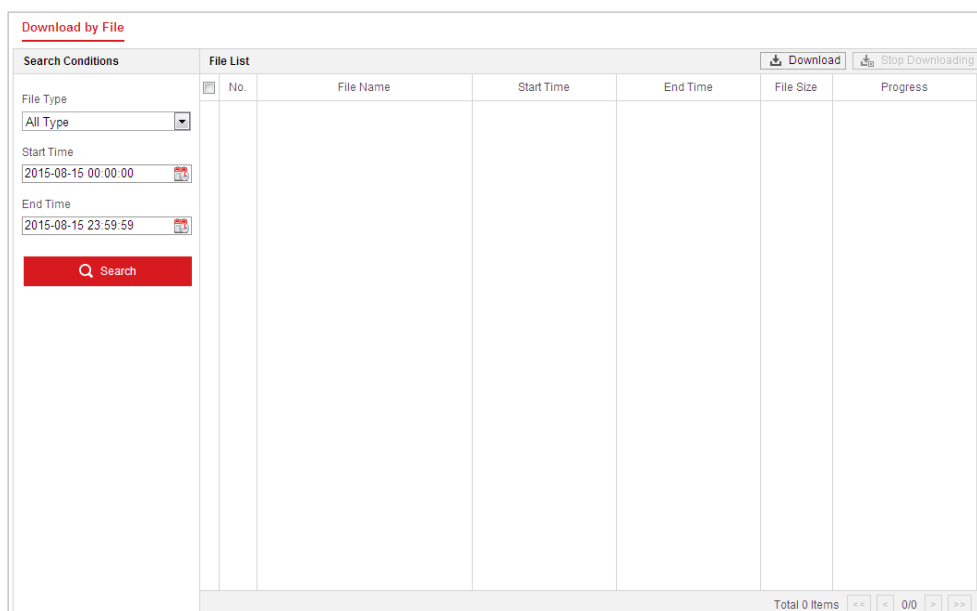 Download by File
Search Conditions
File List
Download
Stop Downloading
No.
File Name
Start Time
End Time
File Size
Progress
File Type
All Type
Start Time
2015-08-15 00:00:00
End Time
2015-08-15 23:59:59
Search
Total 0 Items << < 0/0 > >>